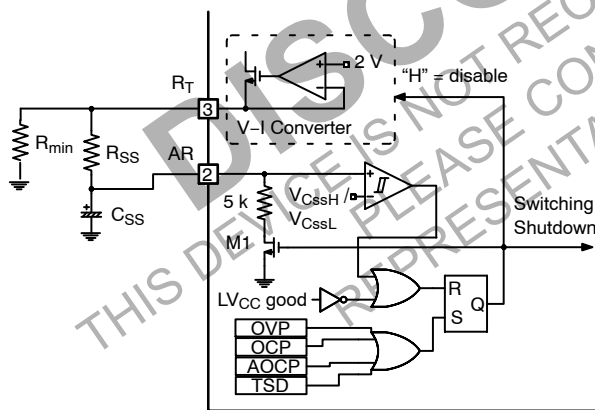 2 V
R_T
"H" = disable
3
V–I Converter
R_min
R_SS
AR
2
5 k
V_CssH /
V_CssL
+
C_SS
M1
Switching
Shutdown
LV_CC good
R
Q
S
OVP
OCP
AOCP
TSD
DISCO
THIS DEVICE IS NOT RECO
PLEASE CON
REPRESENTA